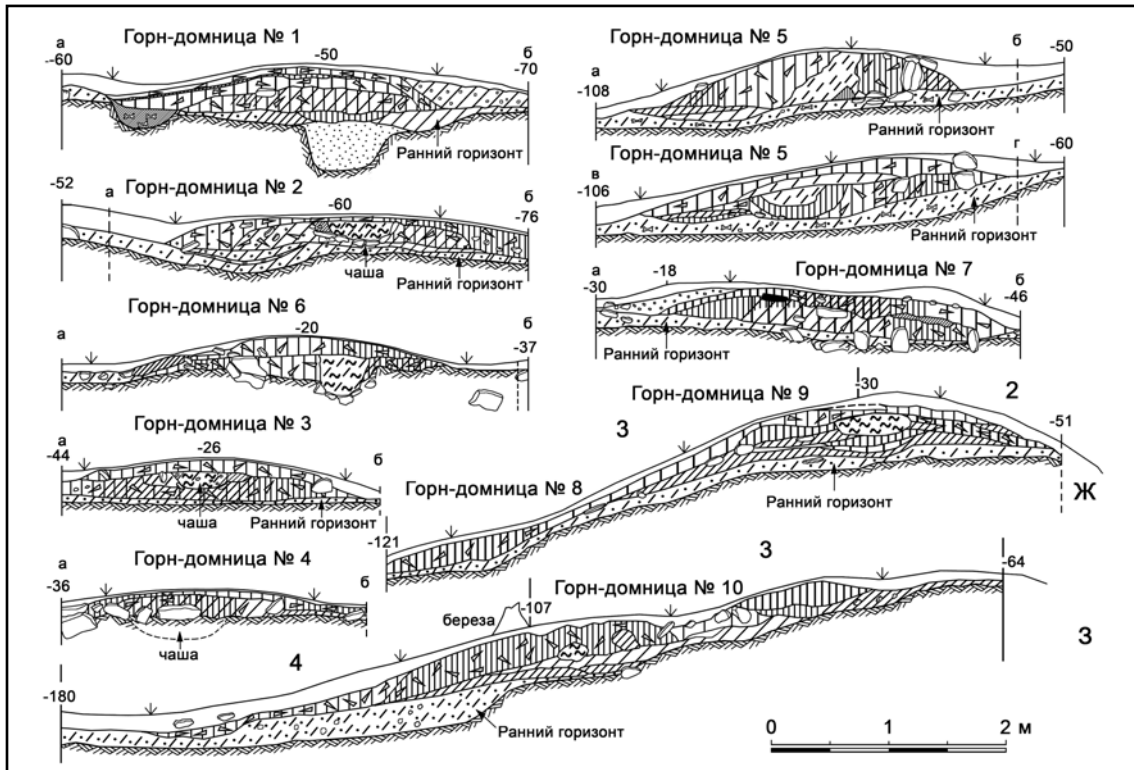 Горн-домница № 1
а
--60
-50
б
-70
Ранний горизонт
Горн-домница № 2
-52
а
-60
б
-76
чаша
Ранний горизонт
Горн-домница № 6
а
-20
б
-37
Горн-домница № 3
а
-44
-26
б
чаша
Ранний горизонт
Горн-домница № 4
а
-36
б
чаша
4
Горн-домница № 5
а
-108
б
-50
Ранний горизонт
Горн-домница № 5
в
-106
г
-60
Ранний горизонт
Горн-домница № 7
а
-30
-18
б
-46
Ранний горизонт
Горн-домница № 9
-30
2
3
-51
Ж
Горн-домница № 8
Ранний горизонт
-121
3
Горн-домница № 10
-64
береза
-107
3
-180
Ранний горизонт
0 1 2 м